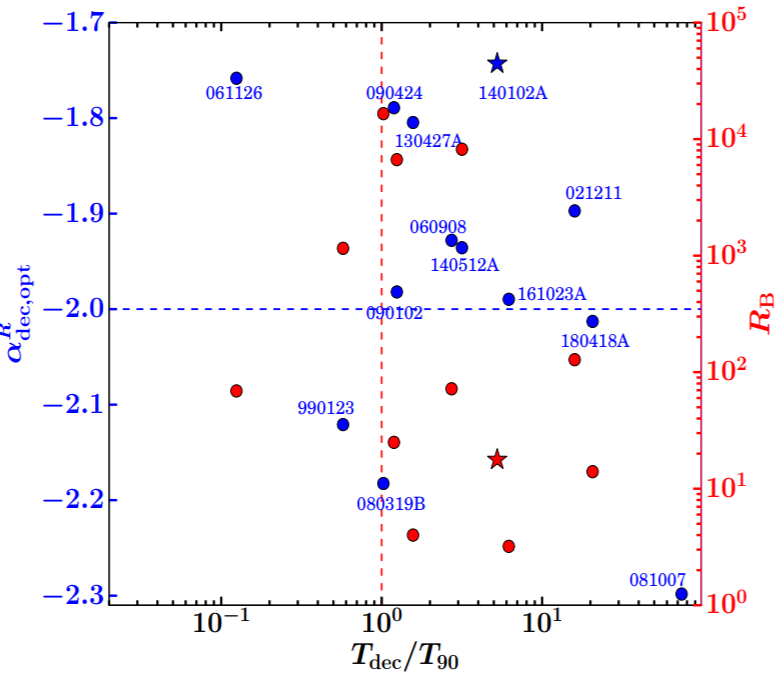 −1.7
−1.8
−1.9
−2.0
−2.1
−2.2
−2.3
α^R_dec,opt
10^5
10^4
10^3
10^2
10^1
10^0
R_B
061126
090424
140102A
130427A
021211
060908
140512A
161023A
090102
180418A
990123
080319B
081007
10^−1
10^0
10^1
T_dec/T_90